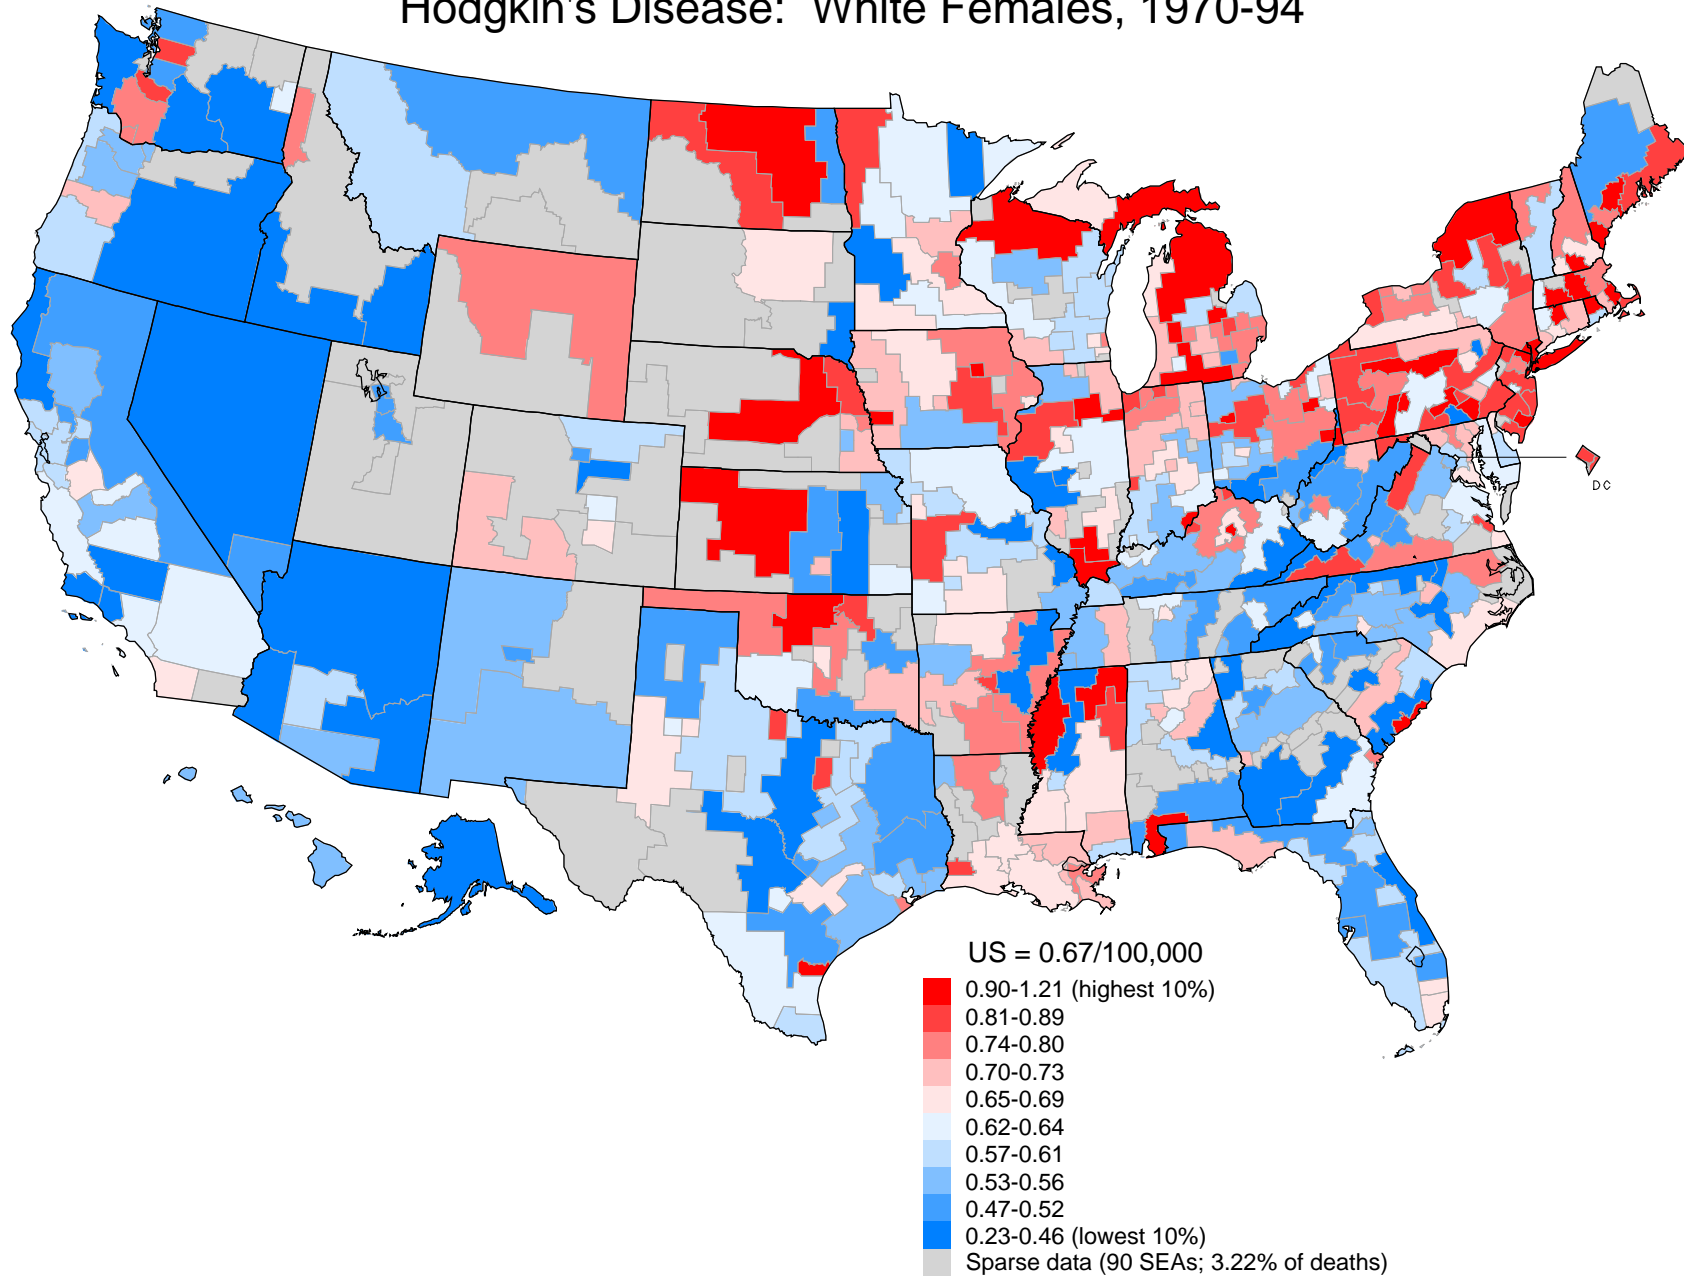 Hodgkin's Disease: White Females, 1970-94
DC
US = 0.67/100,000
0.90-1.21 (highest 10%)
0.81-0.89
0.74-0.80
0.70-0.73
0.65-0.69
0.62-0.64
0.57-0.61
0.53-0.56
0.47-0.52
0.23-0.46 (lowest 10%)
Sparse data (90 SEAs; 3.22% of deaths)